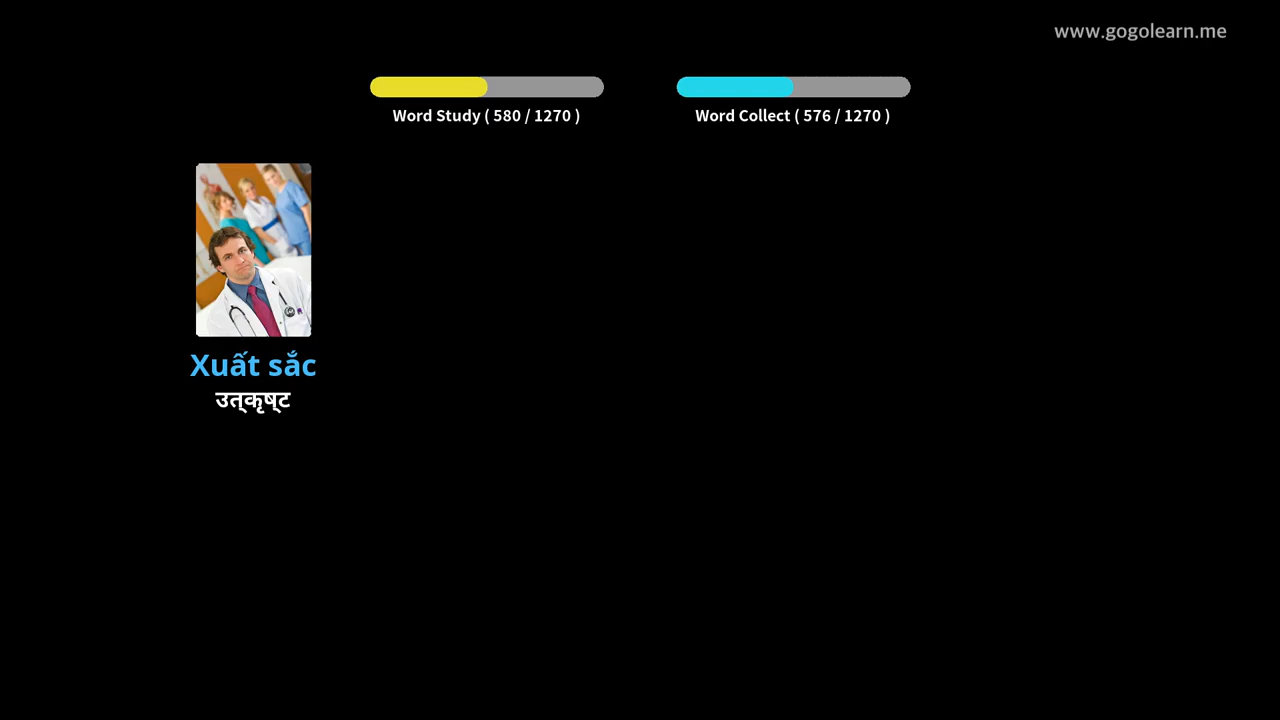 www.gogolearn.me
Word Study ( 580 / 1270 )
Word Collect ( 576 / 1270 )
Xuất sắc
उत्कृष्ट